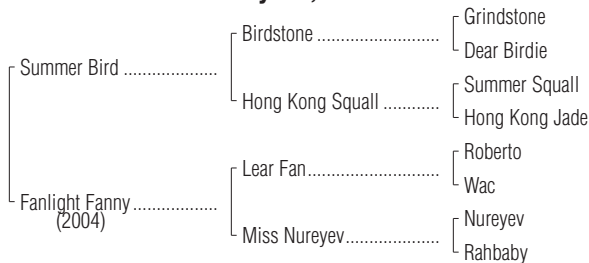 Grindstone
Birdstone ....................
Dear Birdie
Summer Bird ....................
Summer Squall
Hong Kong Squall ............
Hong Kong Jade
Roberto
Lear Fan............................
Wac
Fanlight Fanny ..................
(2004)
Nureyev
Miss Nureyev....................
Rahbaby